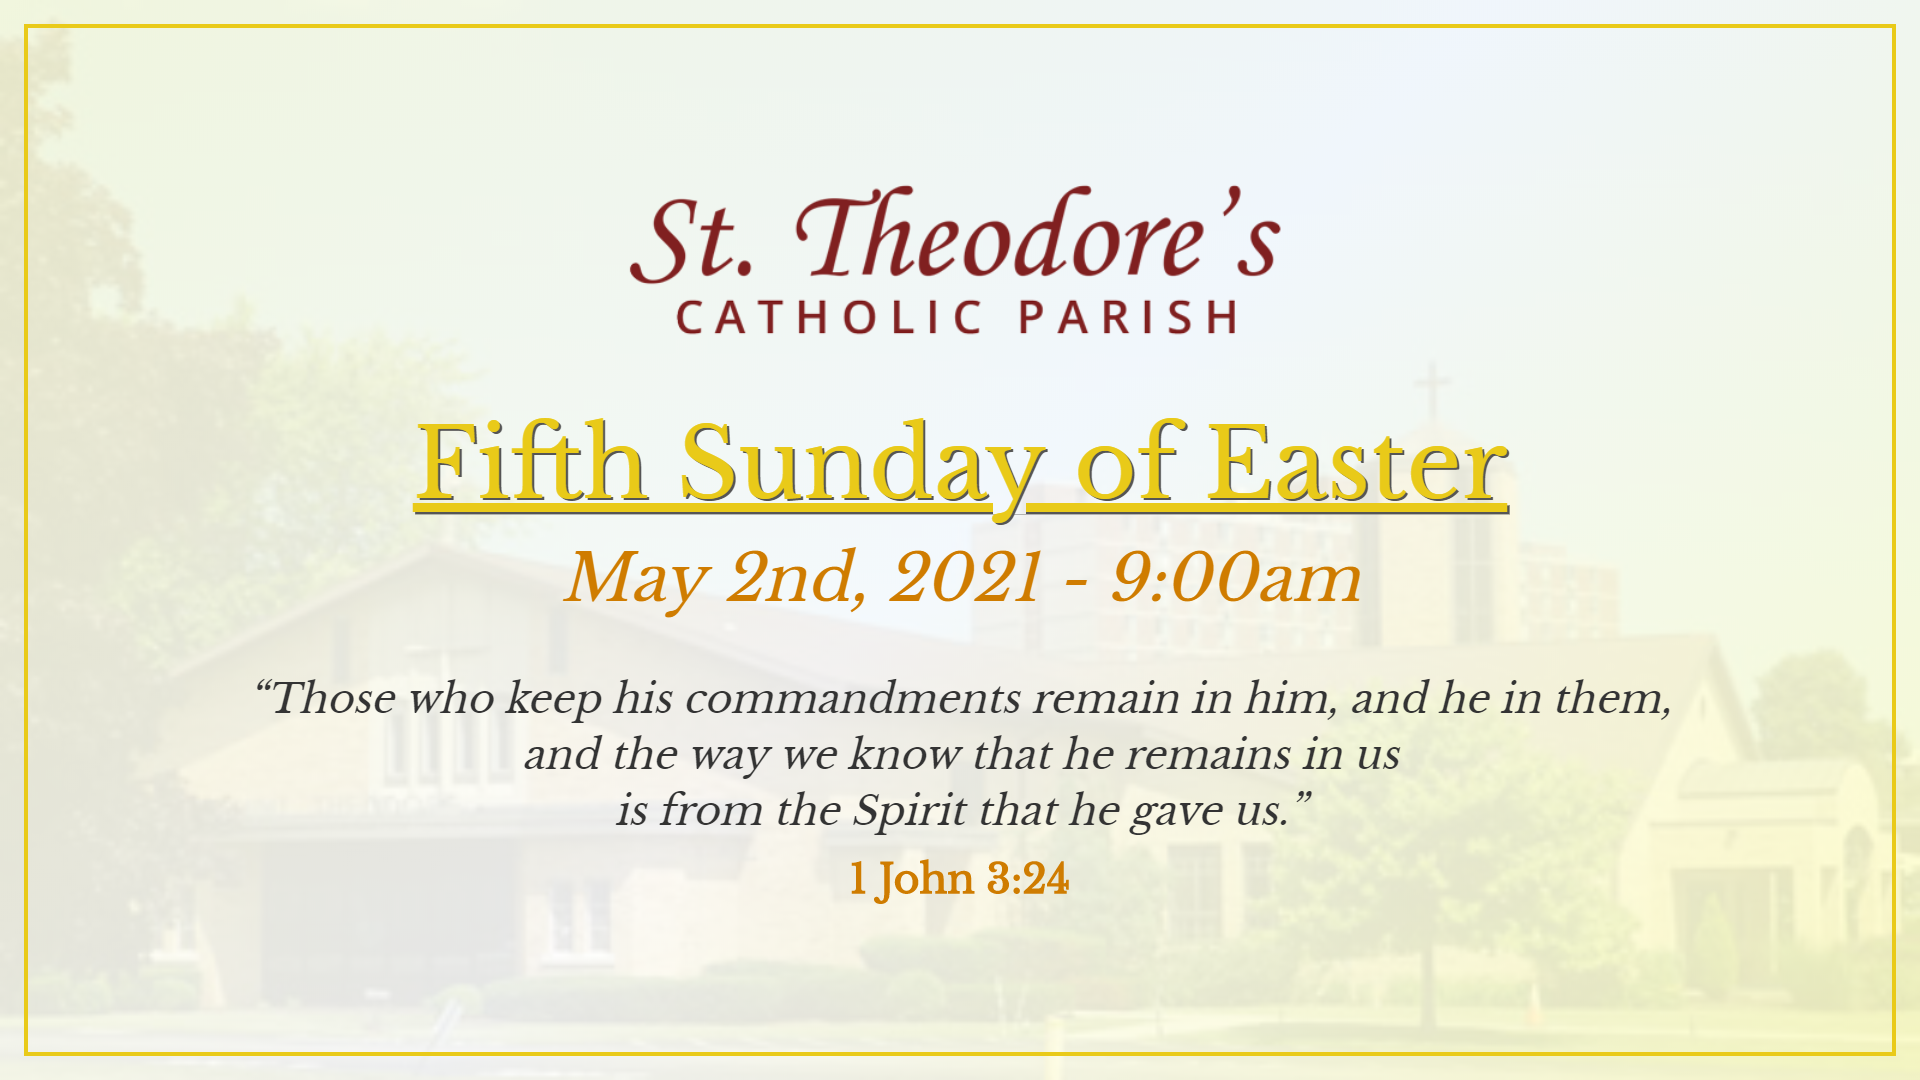 St. Theodore’s
CATHOLIC PARISH
Fifth Sunday of Easter
May 2nd, 2021 - 9:00am
“Those who keep his commandments remain in him, and he in them,
and the way we know that he remains in us
is from the Spirit that he gave us.”
1 John 3:24